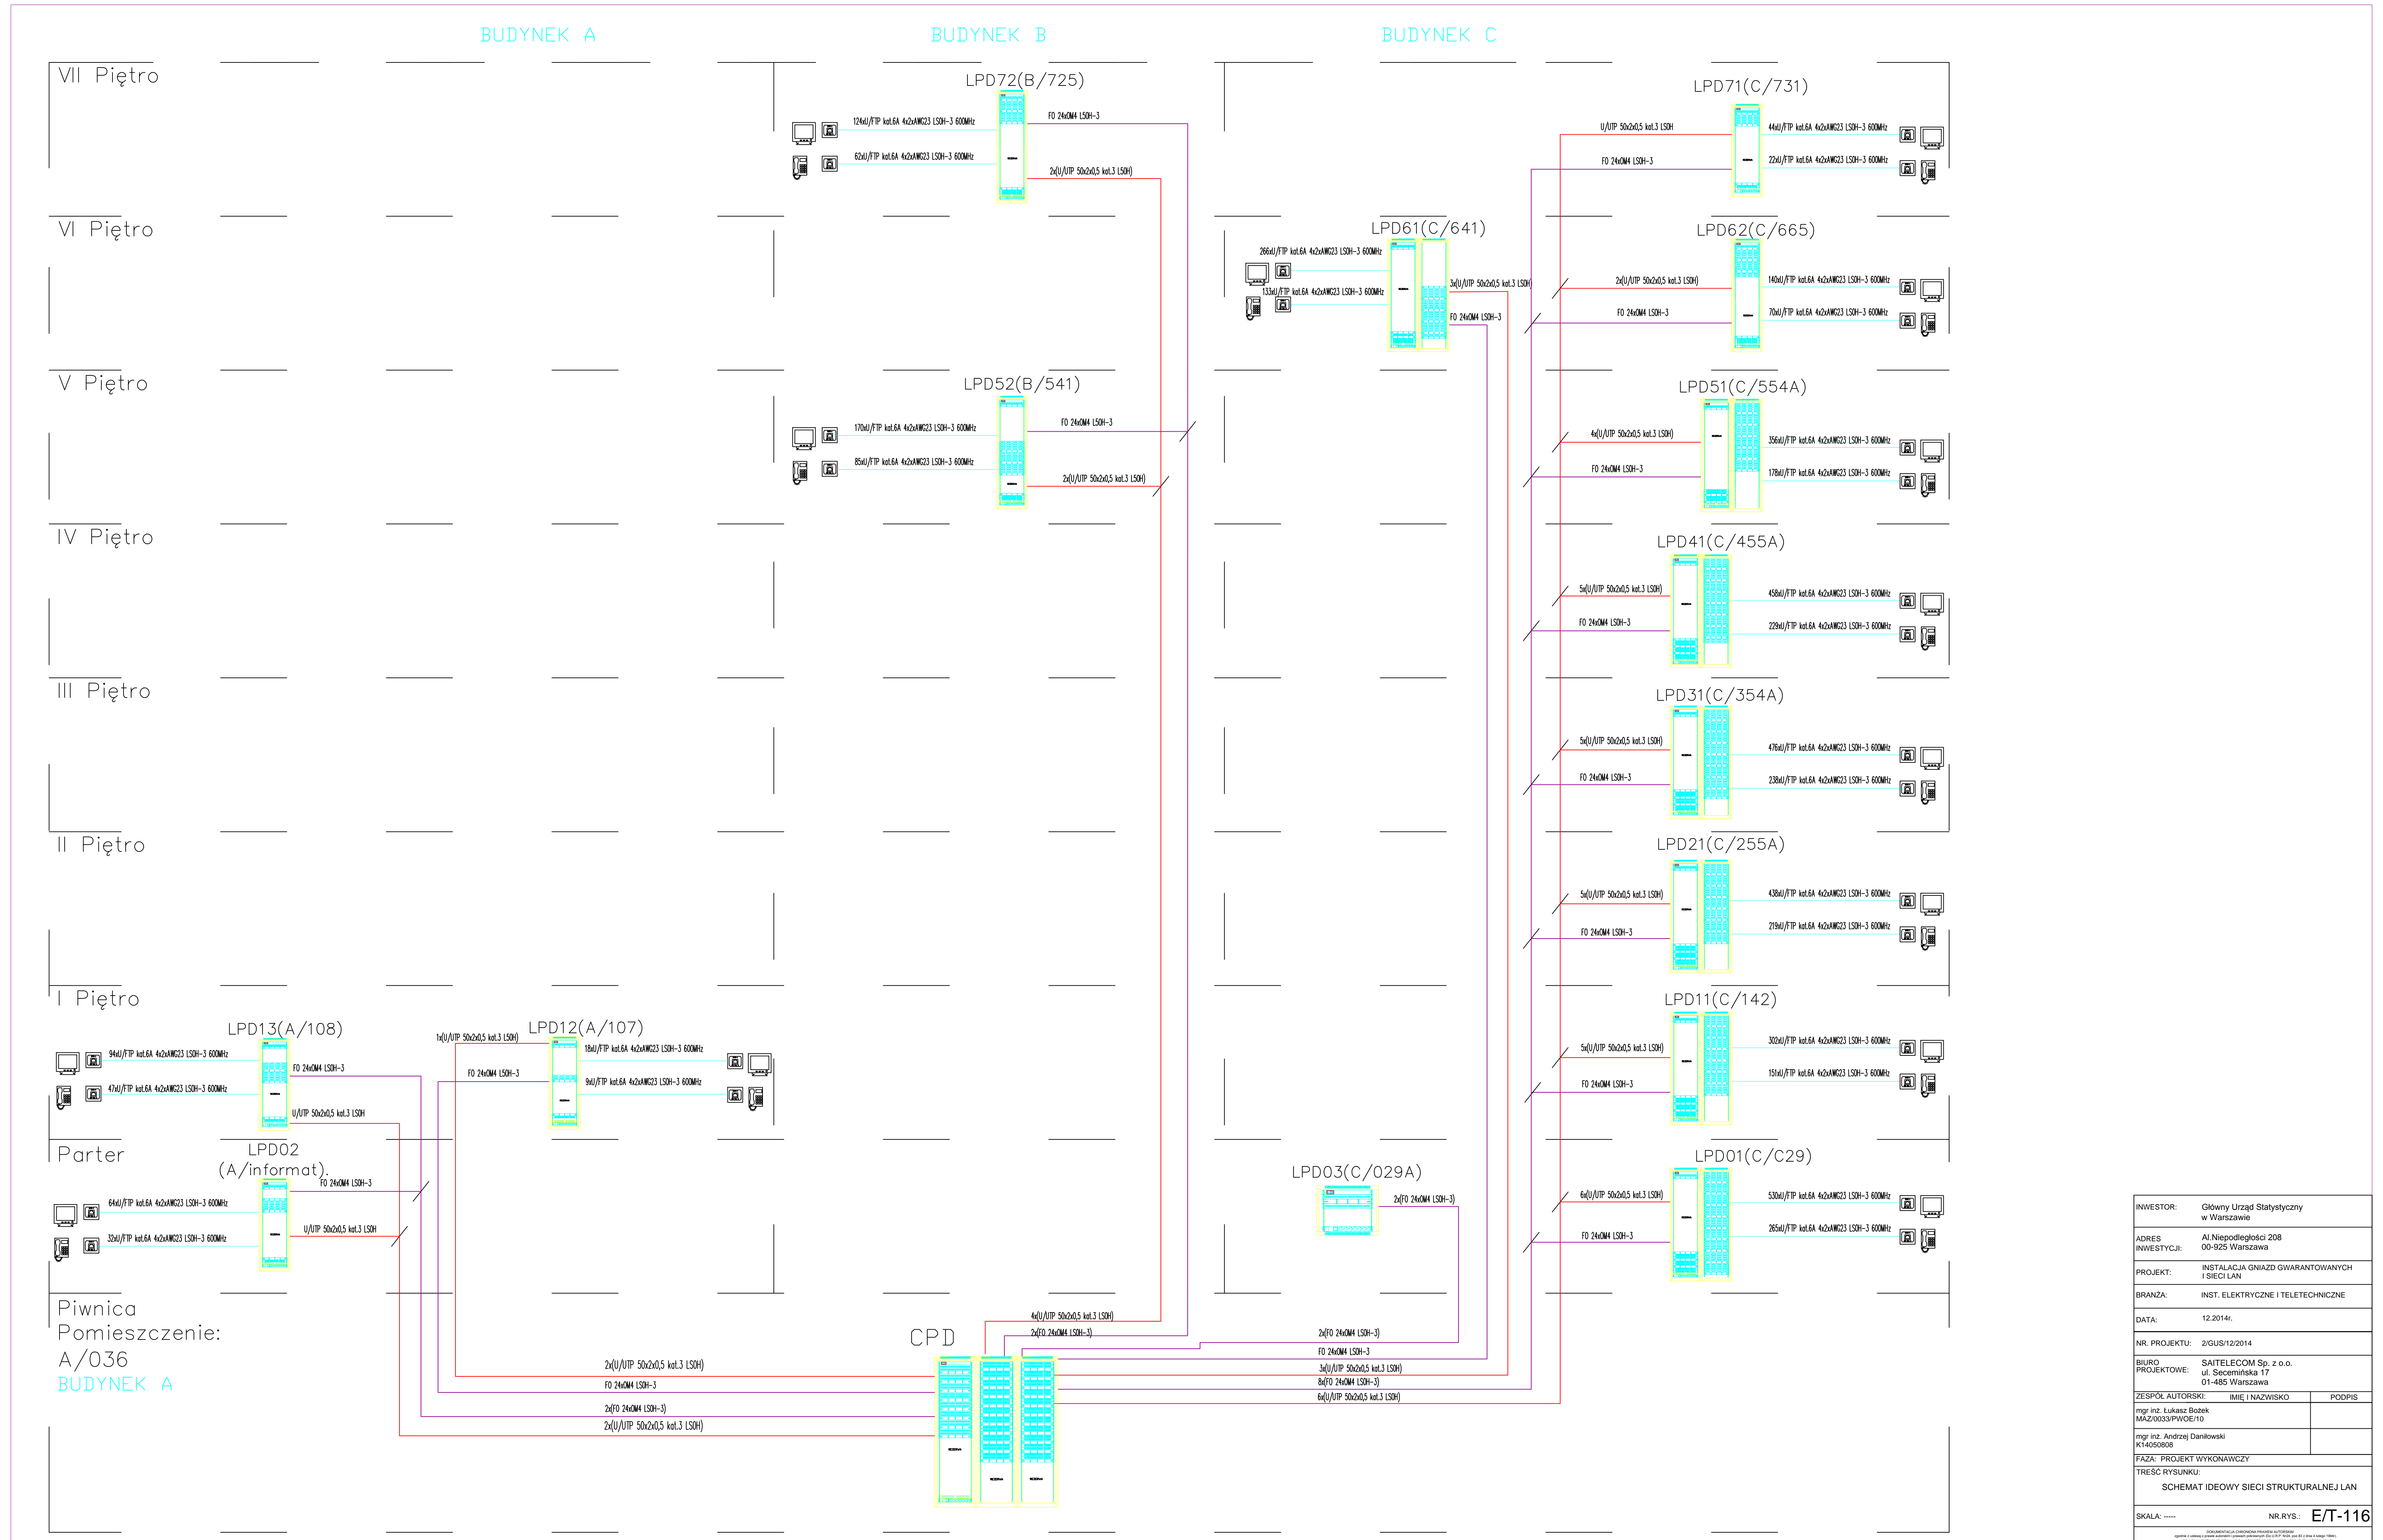 BUDYNEK A
BUDYNEK B
BUDYNEK C
VII Piętro
LPD72(B/725)
124xU/FTP kat.6A 4x2xAWG23 LSOH-3 600MHz
62xU/FTP kat.6A 4x2xAWG23 LSOH-3 600MHz
FO 24xOM4 L5OH-3
2x(U/UTP 50x2x0,5 kat.3 L5OH)
LPD71(C/731)
U/UTP 50x2x0,5 kat.3 LSOH
FO 24xOM4 LSOH-3
44xU/FTP kat.6A 4x2xAWG23 LSOH-3 600MHz
22xU/FTP kat.6A 4x2xAWG23 LSOH-3 600MHz
VI Piętro
LPD61(C/641)
266xU/FTP kat.6A 4x2xAWG23 LSOH-3 600MHz
133xU/FTP kat.6A 4x2xAWG23 LSOH-3 600MHz
3x(U/UTP 50x2x0,5 kat.3 LSOH)
FO 24xOM4 LSOH-3
LPD62(C/665)
2x(U/UTP 50x2x0,5 kat.3 LSOH)
FO 24xOM4 LSOH-3
140xU/FTP kat.6A 4x2xAWG23 LSOH-3 600MHz
70xU/FTP kat.6A 4x2xAWG23 LSOH-3 600MHz
V Piętro
LPD52(B/541)
170xU/FTP kat.6A 4x2xAWG23 LSOH-3 600MHz
85xU/FTP kat.6A 4x2xAWG23 LSOH-3 600MHz
FO 24xOM4 L5OH-3
2x(U/UTP 50x2x0,5 kat.3 L5OH)
LPD51(C/554A)
4x(U/UTP 50x2x0,5 kat.3 LSOH)
FO 24xOM4 LSOH-3
356xU/FTP kat.6A 4x2xAWG23 LSOH-3 600MHz
178xU/FTP kat.6A 4x2xAWG23 LSOH-3 600MHz
IV Piętro
LPD41(C/455A)
5x(U/UTP 50x2x0,5 kat.3 LSOH)
FO 24xOM4 LSOH-3
458xU/FTP kat.6A 4x2xAWG23 LSOH-3 600MHz
229xU/FTP kat.6A 4x2xAWG23 LSOH-3 600MHz
III Piętro
LPD31(C/354A)
5x(U/UTP 50x2x0,5 kat.3 LSOH)
FO 24xOM4 LSOH-3
476xU/FTP kat.6A 4x2xAWG23 LSOH-3 600MHz
238xU/FTP kat.6A 4x2xAWG23 LSOH-3 600MHz
II Piętro
LPD21(C/255A)
5x(U/UTP 50x2x0,5 kat.3 LSOH)
FO 24xOM4 LSOH-3
438xU/FTP kat.6A 4x2xAWG23 LSOH-3 600MHz
219xU/FTP kat.6A 4x2xAWG23 LSOH-3 600MHz
I Piętro
LPD13(A/108)
94xU/FTP kat.6A 4x2xAWG23 LSOH-3 600MHz
47xU/FTP kat.6A 4x2xAWG23 LSOH-3 600MHz
FO 24xOM4 LSOH-3
U/UTP 50x2x0,5 kat.3 LSOH
LPD12(A/107)
1x(U/UTP 50x2x0,5 kat.3 L5OH)
FO 24xOM4 L5OH-3
18xU/FTP kat.6A 4x2xAWG23 LSOH-3 600MHz
9xU/FTP kat.6A 4x2xAWG23 LSOH-3 600MHz
LPD11(C/142)
5x(U/UTP 50x2x0,5 kat.3 LSOH)
FO 24xOM4 LSOH-3
302xU/FTP kat.6A 4x2xAWG23 LSOH-3 600MHz
151xU/FTP kat.6A 4x2xAWG23 LSOH-3 600MHz
Parter
LPD02
(A/informat).
64xU/FTP kat.6A 4x2xAWG23 LSOH-3 600MHz
32xU/FTP kat.6A 4x2xAWG23 LSOH-3 600MHz
FO 24xOM4 LSOH-3
U/UTP 50x2x0,5 kat.3 LSOH
LPD03(C/029A)
2x(FO 24xOM4 LSOH-3)
LPD01(C/C29)
6x(U/UTP 50x2x0,5 kat.3 LSOH)
FO 24xOM4 LSOH-3
530xU/FTP kat.6A 4x2xAWG23 LSOH-3 600MHz
265xU/FTP kat.6A 4x2xAWG23 LSOH-3 600MHz
Piwnica
Pomieszczenie:
A/036
BUDYNEK A
CPD
4x(U/UTP 50x2x0,5 kat.3 LSOH)
2x(FO 24xOM4 LSOH-3)
2x(U/UTP 50x2x0,5 kat.3 LSOH)
FO 24xOM4 LSOH-3
2x(FO 24xOM4 LSOH-3)
2x(U/UTP 50x2x0,5 kat.3 LSOH)
2x(FO 24xOM4 LSOH-3)
FO 24xOM4 LSOH-3
3x(U/UTP 50x2x0,5 kat.3 LSOH)
8x(FO 24xOM4 LSOH-3)
6x(U/UTP 50x2x0,5 kat.3 LSOH)
INWESTOR: Główny Urząd Statystyczny
w Warszawie
ADRES INWESTYCJI: Al.Niepodległości 208
00-925 Warszawa
PROJEKT: INSTALACJA GNIAZD GWARANTOWANYCH
I SIECI LAN
BRANŻA: INST. ELEKTRYCZNE I TELETECHNICZNE
DATA: 12.2014r.
NR. PROJEKTU: 2/GUS/12/2014
BIURO PROJEKTOWE: SAITELECOM Sp. z o.o.
ul. Secemińska 17
01-485 Warszawa
ZESPÓŁ AUTORSKI: IMIĘ I NAZWISKO PODPIS
mgr inż. Łukasz Bożek
MAZ/0033/PWOE/10
mgr inż. Andrzej Daniłowski
K14050808
FAZA: PROJEKT WYKONAWCZY
TREŚĆ RYSUNKU:
SCHEMAT IDEOWY SIECI STRUKTURALNEJ LAN
SKALA: ----- NR.RYS.: E/T-116
DOKUMENTACJA CHRONIONA PRAWEM AUTORSKIM